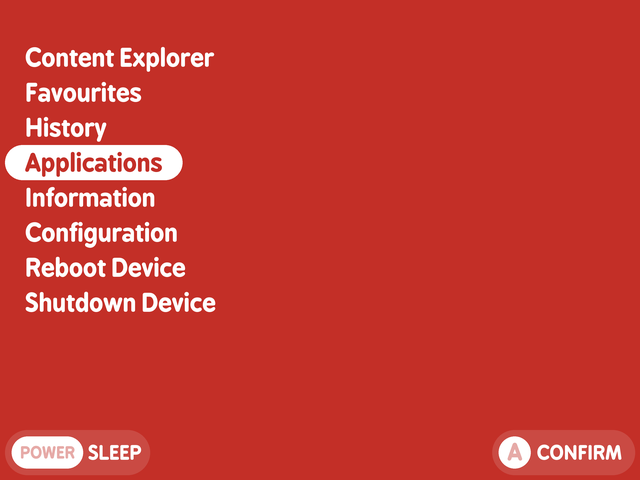 Content Explorer
Favourites
History
Applications
Information
Configuration
Reboot Device
Shutdown Device
POWER SLEEP
A CONFIRM